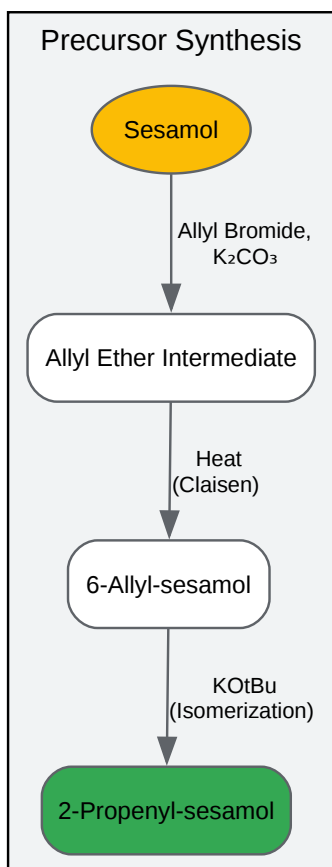 Precursor Synthesis
Sesamol
Allyl Bromide,
K₂CO₃
Allyl Ether Intermediate
Heat
(Claisen)
6-Allyl-sesamol
KOtBu
(Isomerization)
2-Propenyl-sesamol